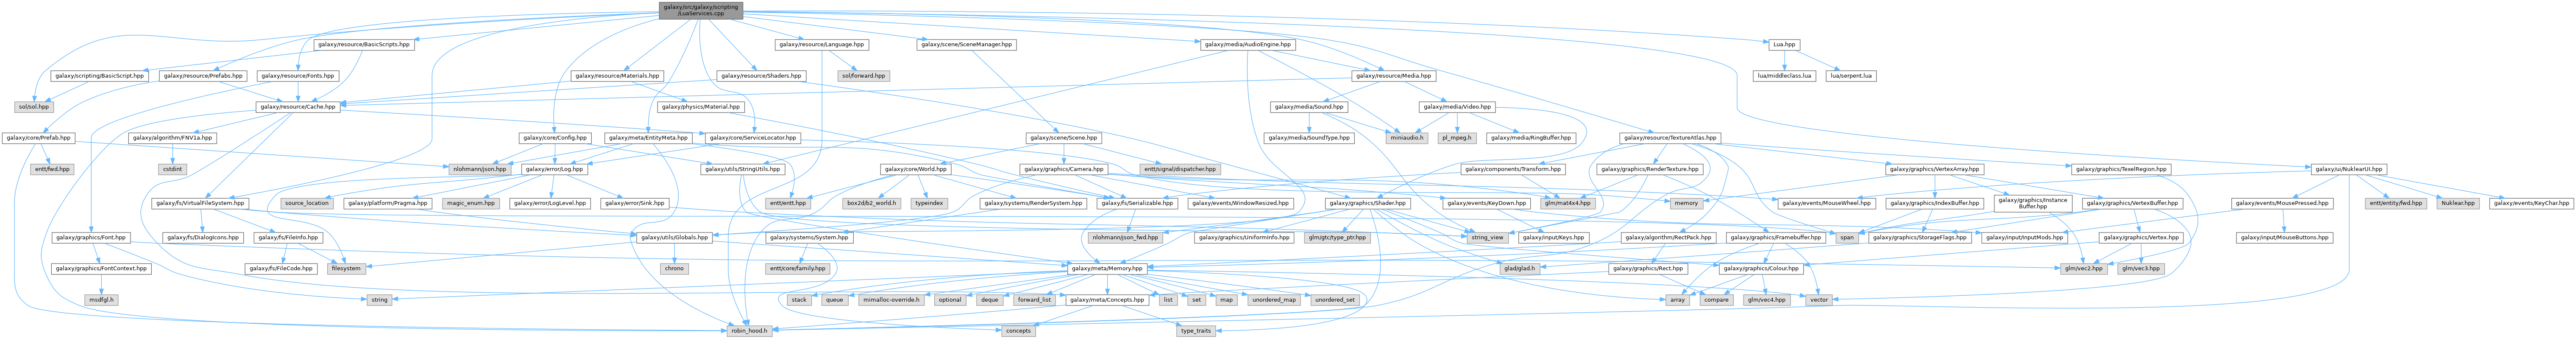 galaxy/src/galaxy/scripting
/LuaServices.cpp
galaxy/resource/BasicScripts.hpp
galaxy/resource/Language.hpp
galaxy/scene/SceneManager.hpp
galaxy/media/AudioEngine.hpp
Lua.hpp
galaxy/scripting/BasicScript.hpp
galaxy/resource/Prefabs.hpp
galaxy/resource/Fonts.hpp
galaxy/resource/Materials.hpp
galaxy/resource/Shaders.hpp
sol/forward.hpp
galaxy/resource/Media.hpp
lua/middleclass.lua
lua/serpent.lua
sol/sol.hpp
galaxy/resource/Cache.hpp
galaxy/physics/Material.hpp
galaxy/media/Sound.hpp
galaxy/media/Video.hpp
galaxy/core/Prefab.hpp
galaxy/algorithm/FNV1a.hpp
galaxy/core/Config.hpp
galaxy/meta/EntityMeta.hpp
galaxy/core/ServiceLocator.hpp
galaxy/scene/Scene.hpp
galaxy/media/SoundType.hpp
miniaudio.h
pl_mpeg.h
galaxy/media/RingBuffer.hpp
galaxy/resource/TextureAtlas.hpp
entt/fwd.hpp
cstdint
nlohmann/json.hpp
galaxy/error/Log.hpp
galaxy/utils/StringUtils.hpp
galaxy/core/World.hpp
galaxy/graphics/Camera.hpp
entt/signal/dispatcher.hpp
galaxy/components/Transform.hpp
galaxy/graphics/RenderTexture.hpp
galaxy/graphics/VertexArray.hpp
galaxy/graphics/TexelRegion.hpp
galaxy/ui/NuklearUI.hpp
galaxy/fs/VirtualFileSystem.hpp
source_location
galaxy/platform/Pragma.hpp
magic_enum.hpp
galaxy/error/LogLevel.hpp
galaxy/error/Sink.hpp
entt/entt.hpp
box2d/b2_world.h
typeindex
galaxy/systems/RenderSystem.hpp
galaxy/fs/Serializable.hpp
galaxy/events/WindowResized.hpp
galaxy/graphics/Shader.hpp
galaxy/events/KeyDown.hpp
glm/mat4x4.hpp
memory
galaxy/events/MouseWheel.hpp
galaxy/graphics/IndexBuffer.hpp
galaxy/graphics/Instance
Buffer.hpp
galaxy/graphics/VertexBuffer.hpp
galaxy/events/MousePressed.hpp
entt/entity/fwd.hpp
Nuklear.hpp
galaxy/events/KeyChar.hpp
galaxy/graphics/Font.hpp
galaxy/fs/DialogIcons.hpp
galaxy/fs/FileInfo.hpp
galaxy/utils/Globals.hpp
galaxy/systems/System.hpp
nlohmann/json_fwd.hpp
galaxy/graphics/UniformInfo.hpp
glm/gtc/type_ptr.hpp
string_view
galaxy/input/Keys.hpp
galaxy/algorithm/RectPack.hpp
galaxy/graphics/Framebuffer.hpp
span
galaxy/graphics/StorageFlags.hpp
galaxy/input/InputMods.hpp
galaxy/graphics/Vertex.hpp
galaxy/input/MouseButtons.hpp
galaxy/graphics/FontContext.hpp
galaxy/fs/FileCode.hpp
filesystem
chrono
entt/core/family.hpp
galaxy/meta/Memory.hpp
glad/glad.h
galaxy/graphics/Rect.hpp
galaxy/graphics/Colour.hpp
glm/vec2.hpp
glm/vec3.hpp
msdfgl.h
string
stack
queue
mimalloc-override.h
optional
deque
forward_list
galaxy/meta/Concepts.hpp
list
set
map
unordered_map
unordered_set
array
compare
glm/vec4.hpp
vector
robin_hood.h
concepts
type_traits